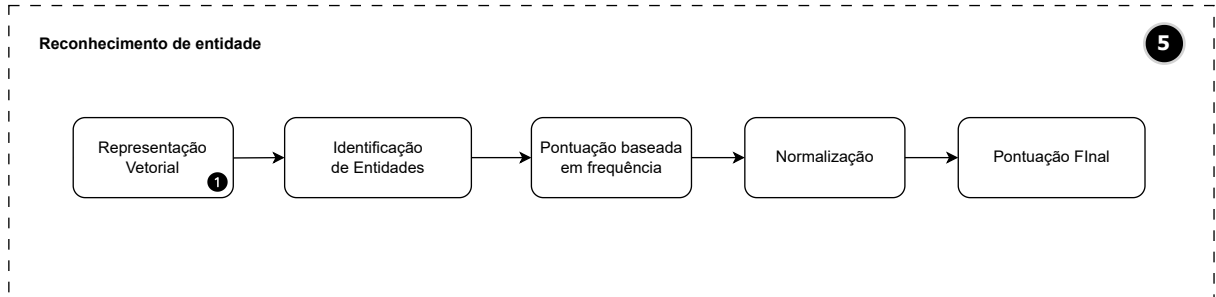 Reconhecimento de entidade
5
Representação
Vetorial
1
Identificação
de Entidades
Pontuação baseada
em frequência
Normalização
Pontuação FInal